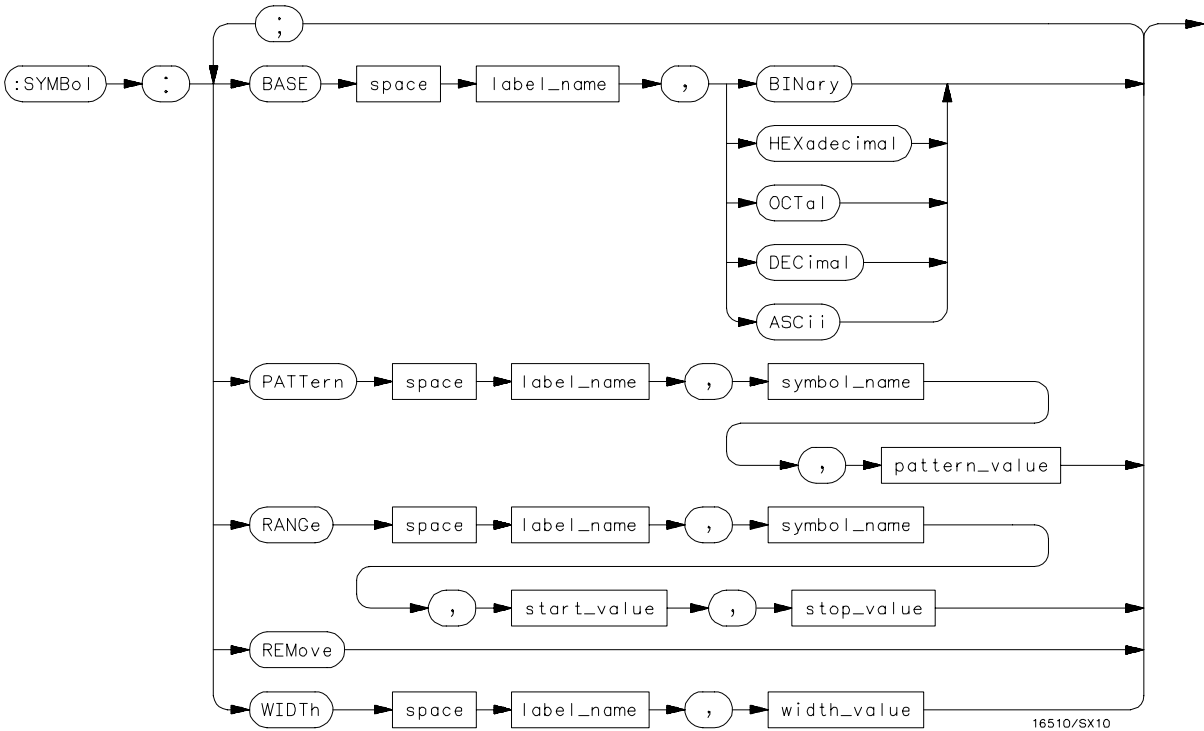 ;
:SYMBol : BASE space label_name , BINary
HEXadecimal
OCTal
DECimal
ASCii
PATTern space label_name , symbol_name
, pattern_value
RANGe space label_name , symbol_name
, start_value , stop_value
REMove
WIDTh space label_name , width_value
16510/SX10